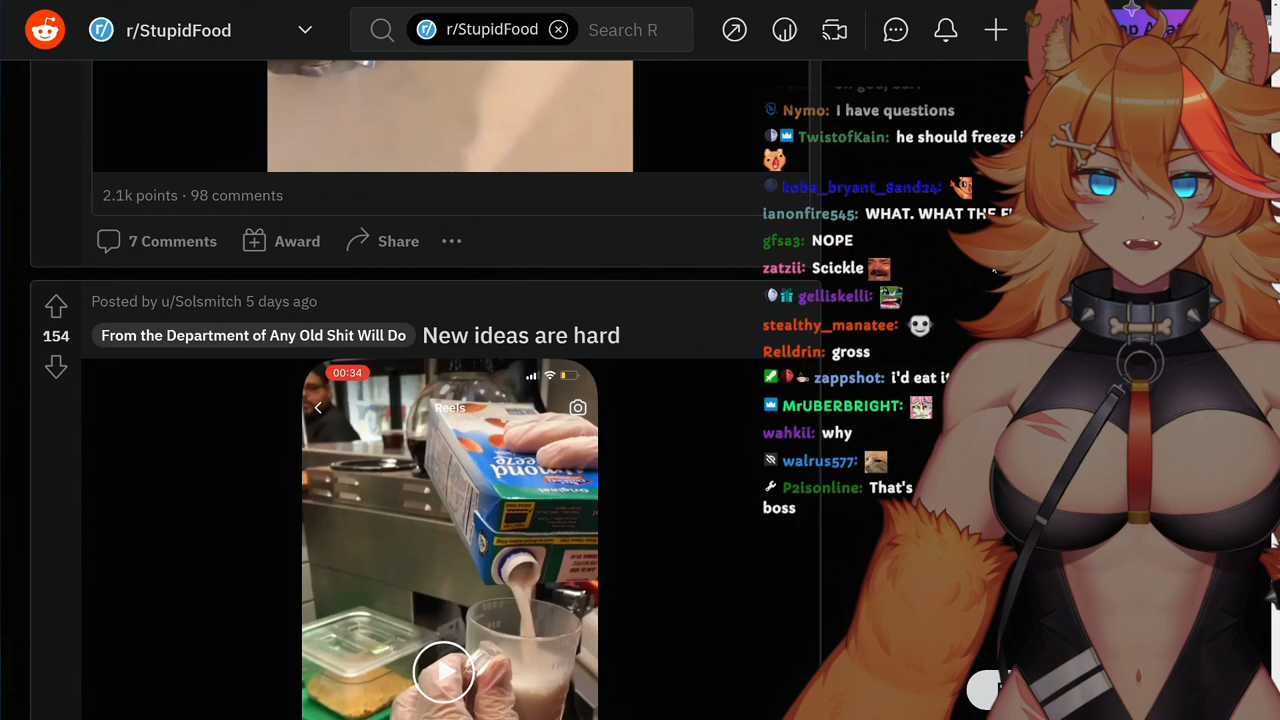 r/StupidFood
r/StupidFood
Search R
2.1k points · 98 comments
7 Comments
Award
Share
Posted by u/Solsmitch 5 days ago
154
From the Department of Any Old Shit Will Do
New ideas are hard
00:34
Reels
Original
Nymo: I have questions
TwistofKain: he should freeze
kobe_bryant_8and24:
ianonfire545: WHAT. WHAT THE
gfsa3: NOPE
zatzii: Scickle
gelliskelli:
stealthy_manatee:
Relldrin: gross
zappshot: i'd eat it
MrUBERBRIGHT:
wahkii: why
walrus577:
P2isonline: That's
boss